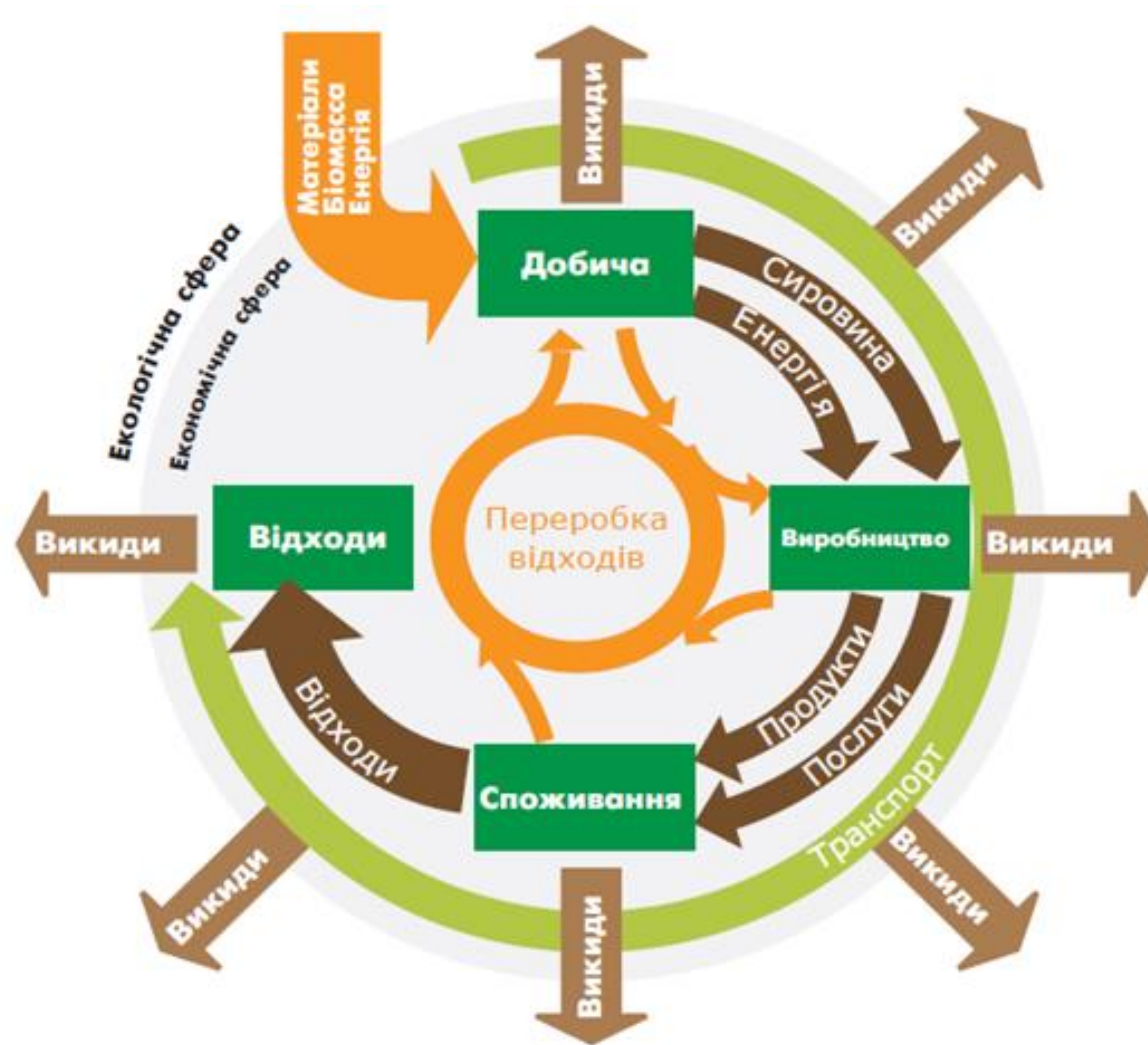 Матеріали
Біомасса
Енергія
Викиди
Викиди
Добича
Сировина
Енергія
Екологічна сфера
Економічна сфера
Переробка
відходів
Викиди
Відходи
Виробництво
Викиди
Відходи
Продукти
Послуги
Споживання
Транспорт
Викиди
Викиди
Викиди